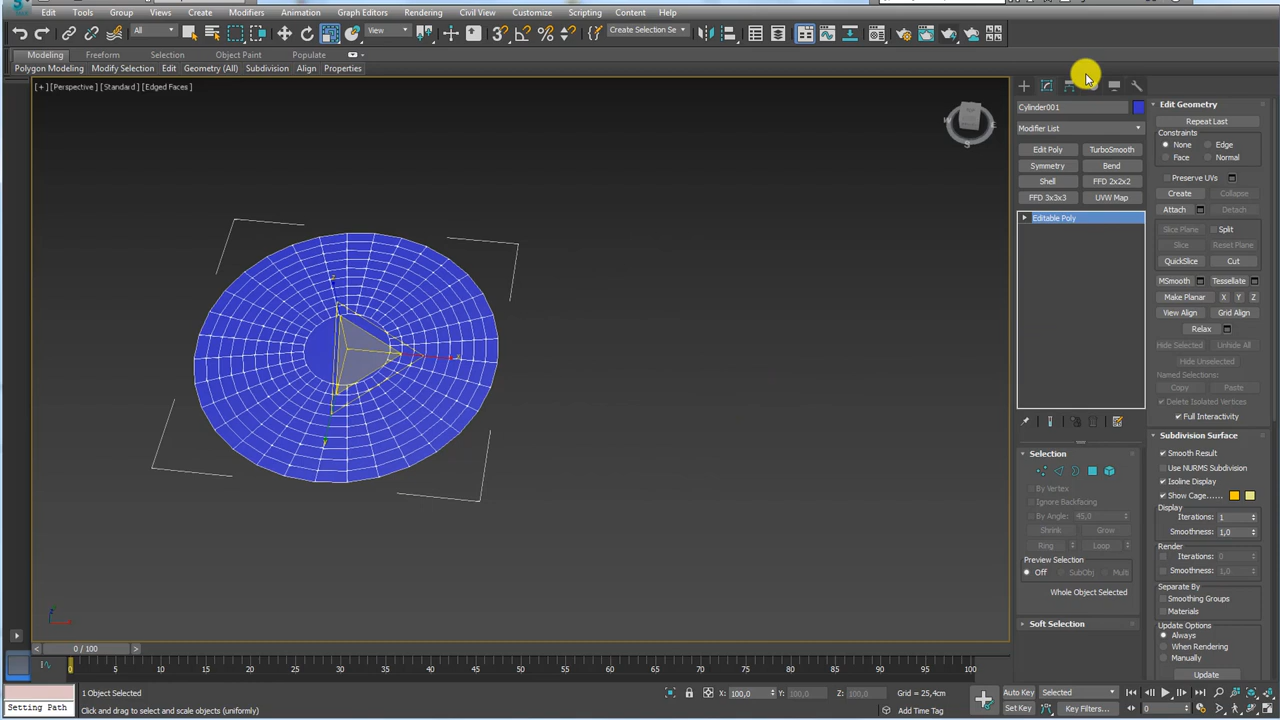 Edit Tools Group Views Create Modifiers Animation Graph Editors Rendering Civil View Customize Scripting Content Help
All View Create Selection Se
Modeling Freeform Selection Object Paint Populate
Polygon Modeling Modify Selection Edit Geometry (All) Subdivision Align Properties
[+] [Perspective] [Standard] [Edged Faces]
Cylinder001
Modifier List
Edit Poly TurboSmooth
Symmetry Bend
Shell FFD 2x2x2
FFD 3x3x3 UVW Map
Editable Poly
Selection
By Vertex
Ignore Backfacing
By Angle: 45,0
Shrink Grow
Ring Loop
Preview Selection
Off SubObj Multi
Whole Object Selected
Soft Selection
Edit Geometry
Repeat Last
Constraints
None Edge
Face Normal
Preserve UVs
Create Collapse
Attach Detach
Slice Plane Split
Slice Reset Plane
QuickSlice Cut
MSmooth Tessellate
Make Planar X Y Z
View Align Grid Align
Relax
Hide Selected Unhide All
Hide Unselected
Named Selections:
Copy Paste
Delete Isolated Vertices
Full Interactivity
Subdivision Surface
Smooth Result
Use NURMS Subdivision
Isoline Display
Show Cage......
Display
Iterations: 1
Smoothness: 1,0
Render
Iterations: 0
Smoothness: 1,0
Separate By
Smoothing Groups
Materials
Update Options
Always
When Rendering
Manually
Update
< 0 / 100 >
0 5 10 15 20 25 30 35 40 45 50 55 60 65 70 75 80 85 90 95 100
1 Object Selected X: 100,0 Y: 100,0 Z: 100,0 Grid = 25,4cm Auto Key Selected
Setting Path Click and drag to select and scale objects (uniformly) Add Time Tag Set Key Key Filters... 0